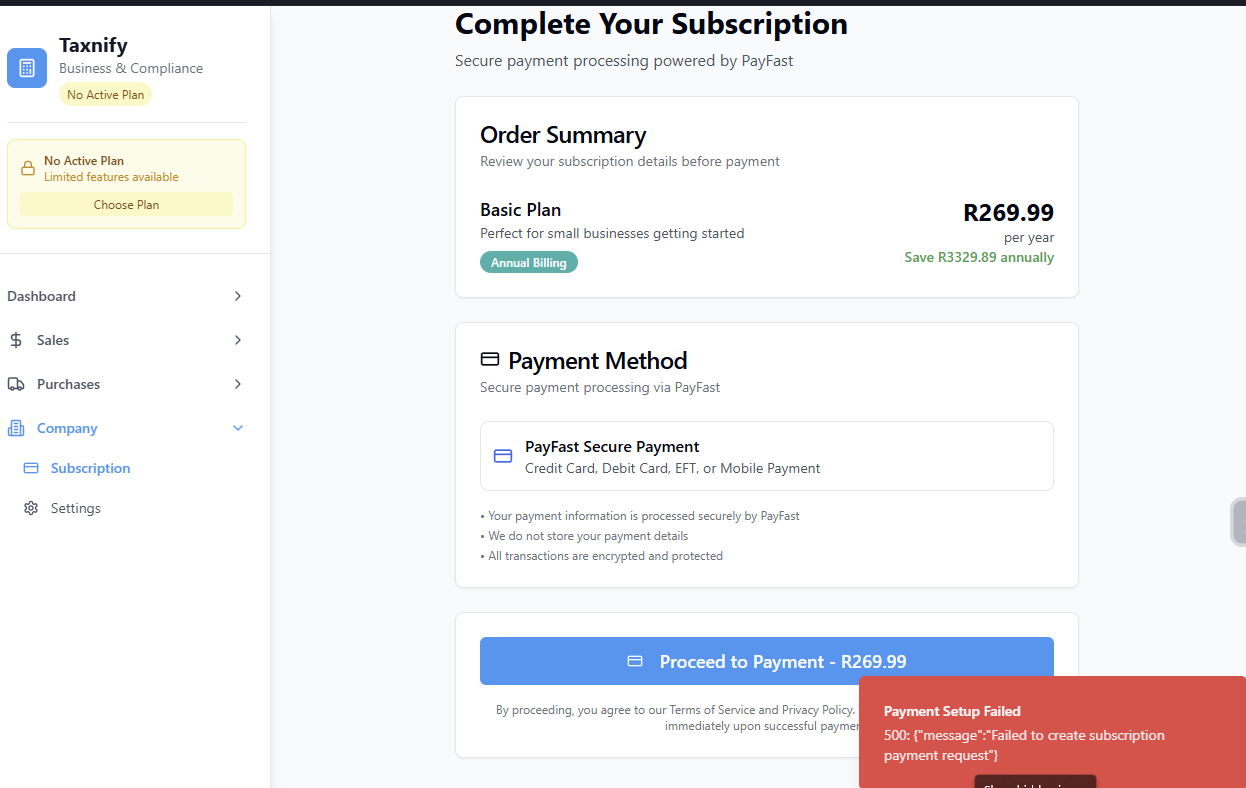 Taxnify
Business & Compliance
No Active Plan
No Active Plan
Limited features available
Choose Plan
Dashboard
Sales
Purchases
Company
Subscription
Settings
Complete Your Subscription
Secure payment processing powered by PayFast
Order Summary
Review your subscription details before payment
Basic Plan
Perfect for small businesses getting started
Annual Billing
R269.99
per year
Save R3329.89 annually
Payment Method
Secure payment processing via PayFast
PayFast Secure Payment
Credit Card, Debit Card, EFT, or Mobile Payment
• Your payment information is processed securely by PayFast
• We do not store your payment details
• All transactions are encrypted and protected
Proceed to Payment - R269.99
By proceeding, you agree to our Terms of Service and Privacy Policy.
immediately upon successful
Payment Setup Failed
500: {"message":"Failed to create subscription
payment request"}